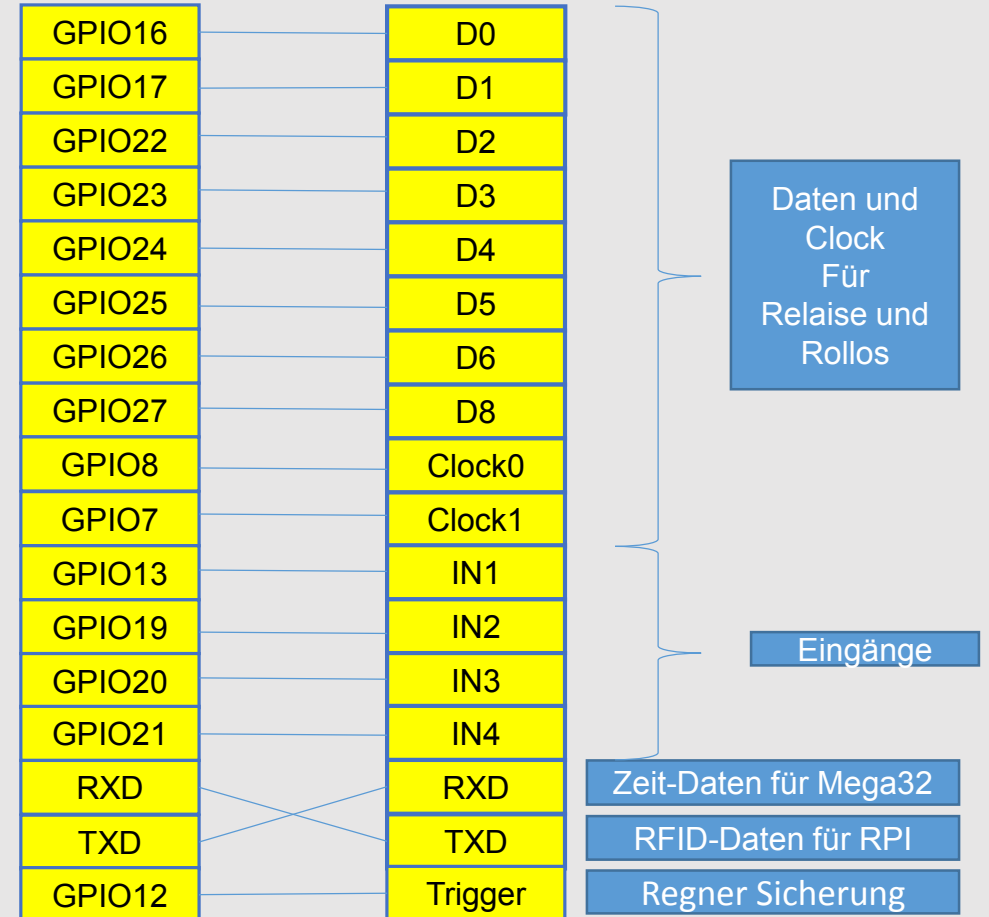 GPIO16 D0
GPIO17 D1
GPIO22 D2
GPIO23 D3
GPIO24 D4
GPIO25 D5
GPIO26 D6
GPIO27 D8
GPIO8 Clock0
GPIO7 Clock1
Daten und
Clock
Für
Relaise und
Rollos
GPIO13 IN1
GPIO19 IN2
GPIO20 IN3
GPIO21 IN4
Eingänge
RXD RXD Zeit-Daten für Mega32
TXD TXD RFID-Daten für RPI
GPIO12 Trigger Regner Sicherung